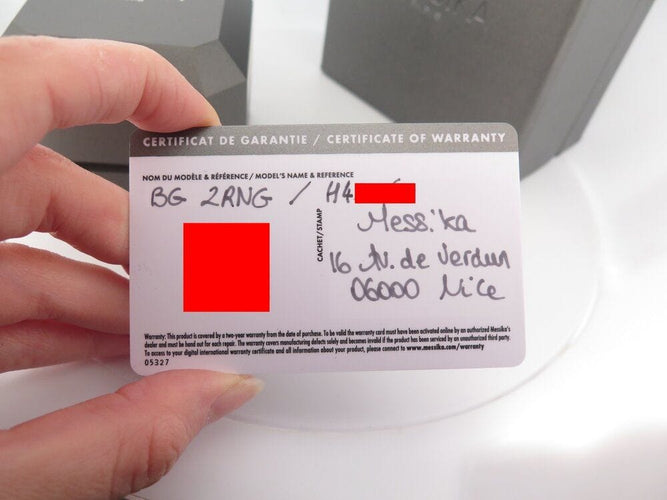 SIKA
CERTIFICAT DE GARANTIE / CERTIFICATE OF WARRANTY
NOM DU MODÈLE & RÉFÉRENCE / MODEL'S NAME & REFERENCE
BG 2RNG / H4
CACHET/STAMP
Messika
16 Av. de Verdun
06000 Nice
Warranty: This product is covered by a two-year warranty from the date of purchase. To be valid the warranty card must have been activated online by an authorized Messika's
dealer and must be hand out for each repair. The warranty covers manufacturing defects solely and becomes invalid if the product has been serviced by an unauthorized third party.
To access to your digital international warranty certificate and all information about your product, please connect to www.messika.com/warranty
05327